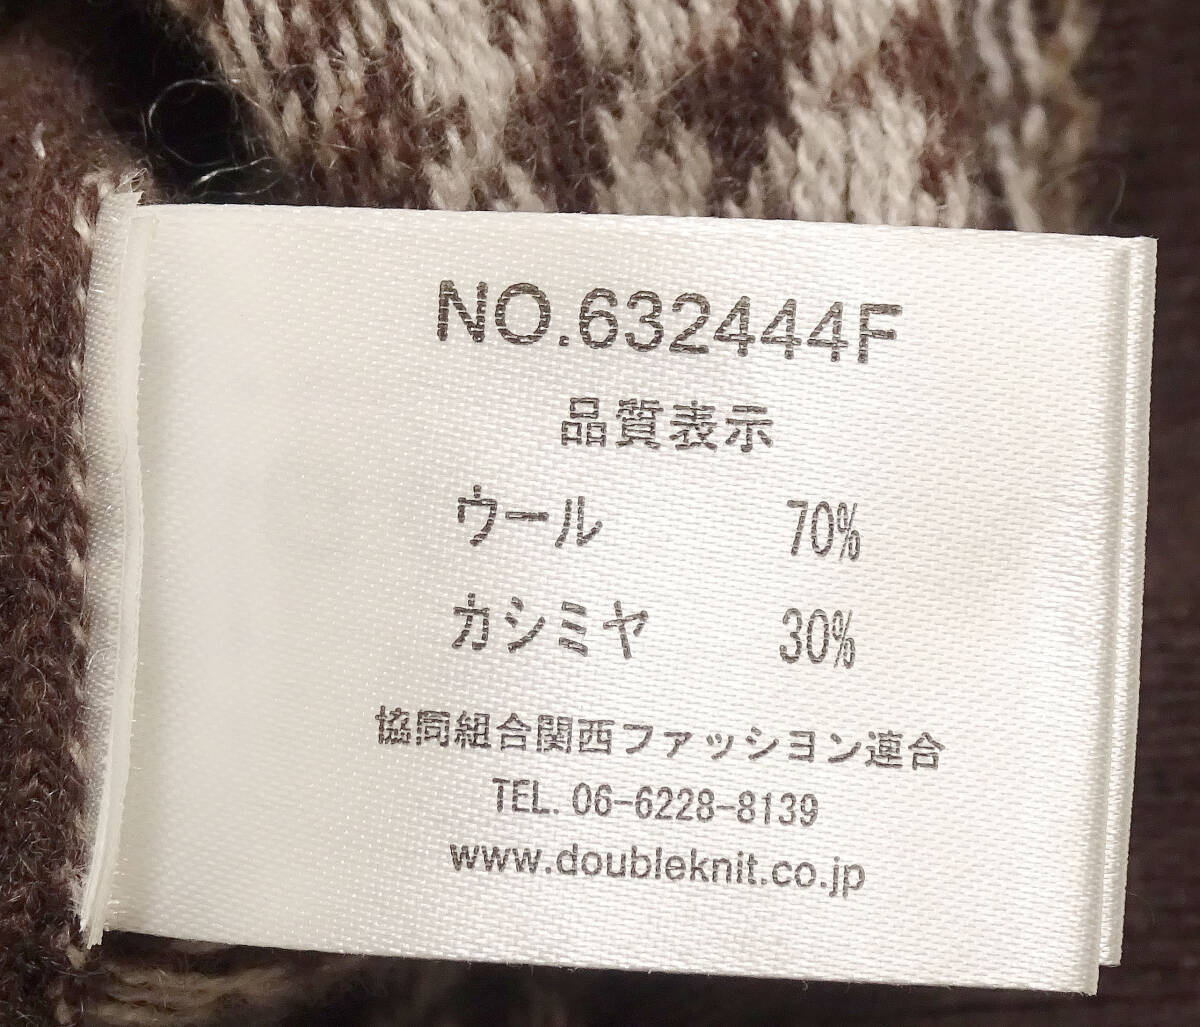 NO.632444F
品質表示
ウール 70%
カシミヤ 30%
協同組合関西ファッション連合
TEL. 06-6228-8139
www.doubleknit.co.jp